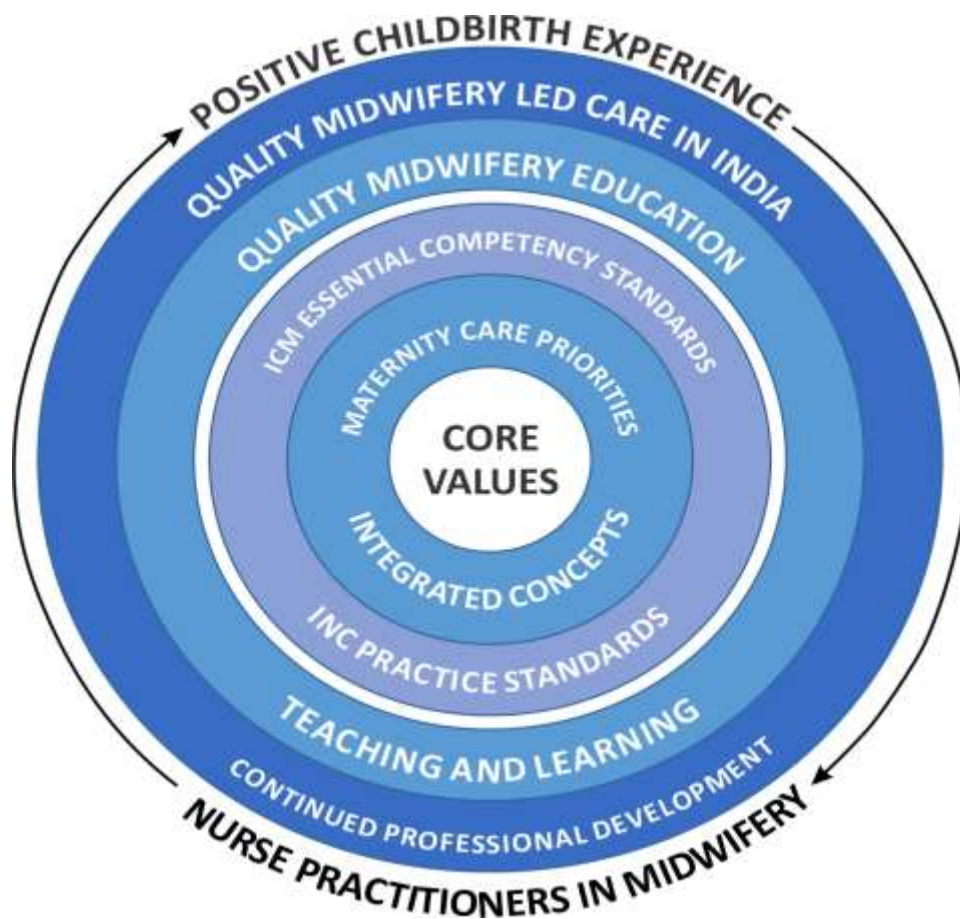 POSITIVE CHILDBIRTH EXPERIENCE
QUALITY MIDWIFERY LED CARE IN INDIA
QUALITY MIDWIFERY EDUCATION
ICM ESSENTIAL COMPETENCY STANDARDS
MATERNITY CARE PRIORITIES
CORE
VALUES
INTEGRATED CONCEPTS
INC PRACTICE STANDARDS
TEACHING AND LEARNING
CONTINUED PROFESSIONAL DEVELOPMENT
NURSE PRACTITIONERS IN MIDWIFERY